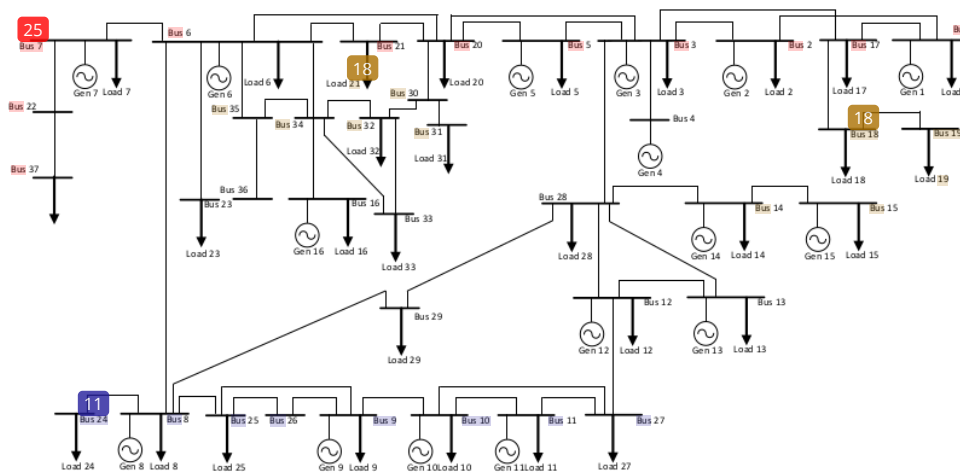 25
Bus 7
Bus 6
Bus 21
Bus 20
Bus 5
Bus 3
Bus 2
Bus 17
Gen 7
Load 7
Gen 6
Load 6
18
Load 21
Load 20
Gen 5
Load 5
Gen 3
Load 3
Gen 2
Load 2
Load 17
Gen 1
Bus 22
Bus 35
Bus 34
Bus 32
Bus 30
Bus 31
Bus 4
18
Bus 18
Load 32
Load 31
Gen 4
Load 18
Load 19
Bus 37
Bus 36
Bus 23
Bus 16
Bus 33
Bus 28
Bus 14
Bus 15
Load 23
Gen 16
Load 16
Load 33
Load 28
Gen 14
Load 14
Gen 15
Load 15
Bus 12
Bus 13
Bus 29
Gen 12
Load 12
Gen 13
Load 13
Load 29
11
Bus 24
Bus 8
Bus 25
Bus 26
Bus 9
Bus 10
Bus 11
Bus 27
Load 24
Gen 8
Load 8
Load 25
Gen 9
Load 9
Gen 10
Load 10
Gen 11
Load 11
Load 27